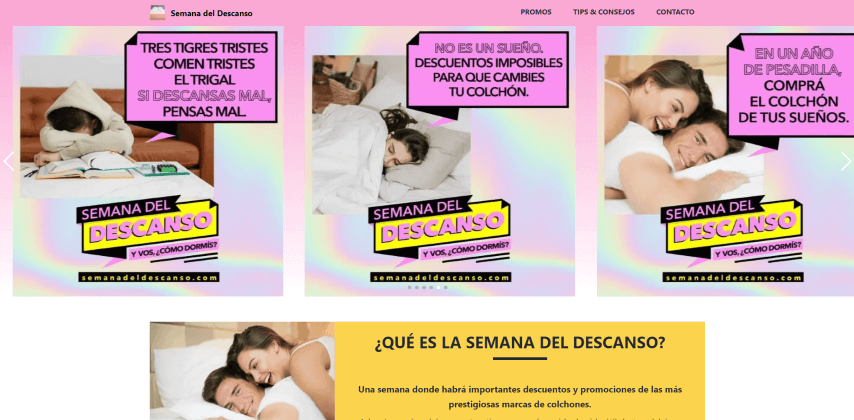 Semana del Descanso
PROMOS
TIPS & CONSEJOS
CONTACTO
TRES TIGRES TRISTES
COMEN TRISTES
EL TRIGAL
SI DESCANSAS MAL,
PENSAS MAL.
SEMANA DEL
DESCANSO
Y VOS, ¿CÓMO DORMÍS?
semanadeldescanso.com
NO ES UN SUEÑO.
DESCUENTOS IMPOSIBLES
PARA QUE CAMBIES
TU COLCHÓN.
SEMANA DEL
DESCANSO
Y VOS, ¿CÓMO DORMÍS?
semanadeldescanso.com
EN UN AÑO
DE PESADILLA,
COMPRÁ
EL COLCHÓN
DE TUS SUEÑOS.
SEMANA DEL
DESCANSO
Y VOS, ¿CÓMO DORMÍS?
semanadeldescanso.com
¿QUÉ ES LA SEMANA DEL DESCANSO?
Una semana donde habrá importantes descuentos y promociones de las más
prestigiosas marcas de colchones.